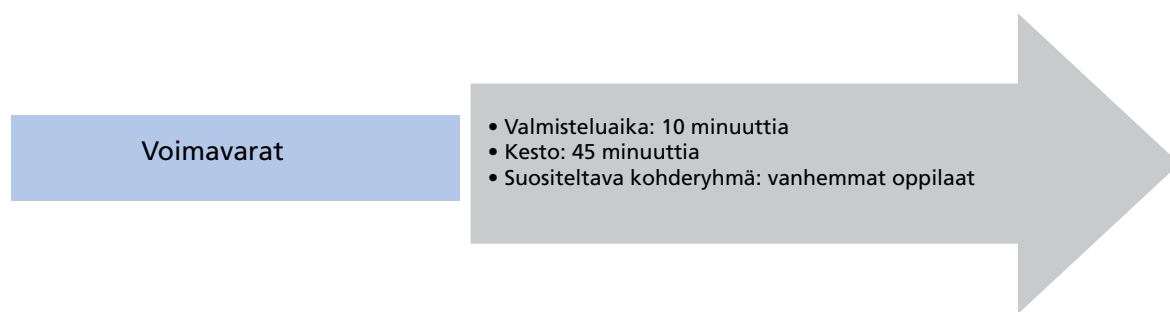 Voimavarat
• Valmisteluaika: 10 minuuttia
• Kesto: 45 minuuttia
• Suositeltava kohderyhmä: vanhemmat oppilaat